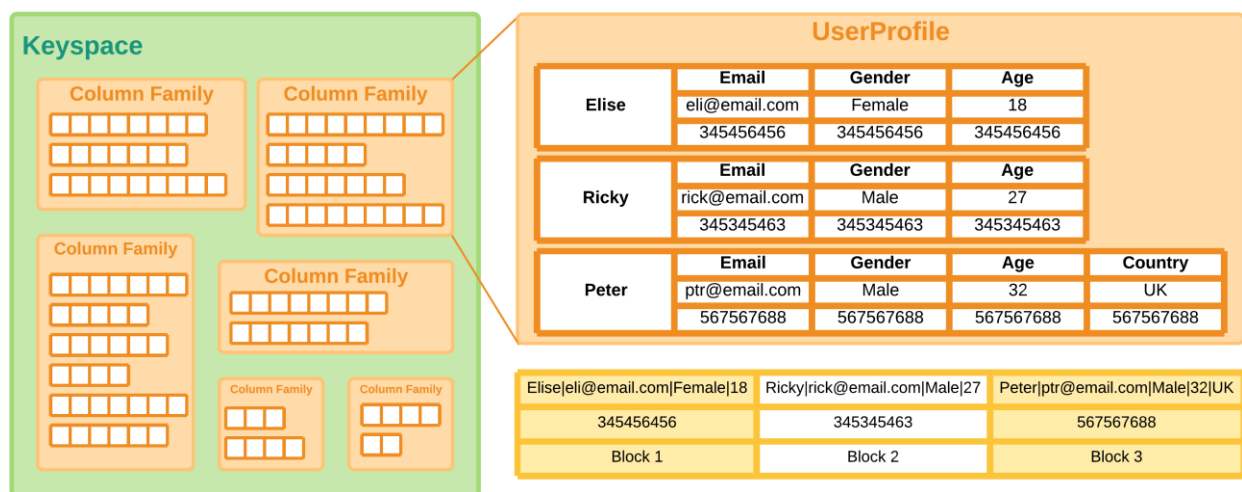 Keyspace
Column Family
Column Family
Column Family
Column Family
Column Family
Column Family
UserProfile
Elise
Email Gender Age
eli@email.com Female 18
345456456 345456456 345456456
Ricky
Email Gender Age
rick@email.com Male 27
345345463 345345463 345345463
Peter
Email Gender Age Country
ptr@email.com Male 32 UK
567567688 567567688 567567688 567567688
Elise|eli@email.com|Female|18 Ricky|rick@email.com|Male|27 Peter|ptr@email.com|Male|32|UK
345456456 345345463 567567688
Block 1 Block 2 Block 3